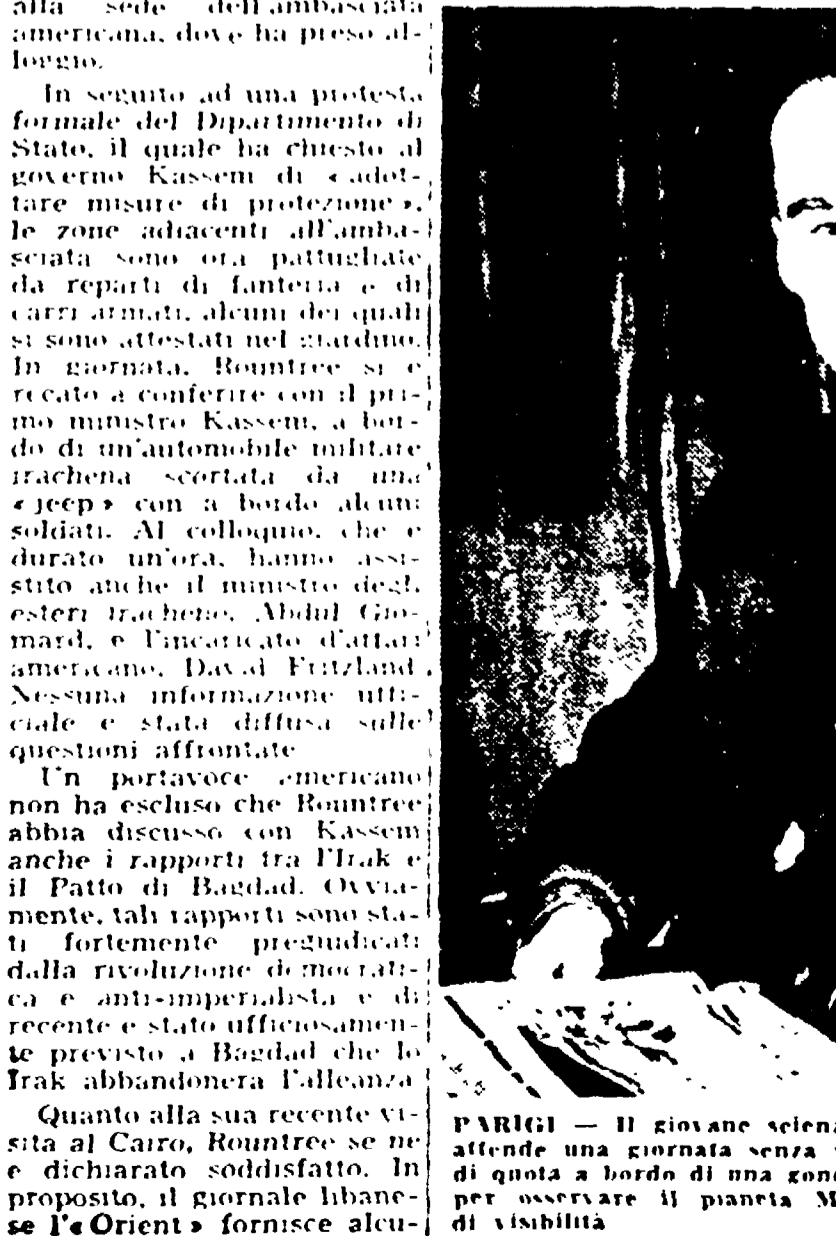 alla sede dell'ambasciata
americana, dove ha preso al-
loggio.
In seguito ad una protesta
formale del Dipartimento di
Stato, il quale ha chiesto al
governo Kassem di « adot-
tare misure di protezione »,
le zone adiacenti all'amba-
sciata sono ora pattugliate
da reparti di fanteria e di
carri armati, alcuni dei quali
si sono attestati nel giardino.
In giornata, Rountree si è
recato a conferire con il pri-
mo ministro Kassem, a bor-
do di un'automobile militare
irachena scortata da una
« jeep » con a bordo alcuni
soldati. Al colloquio, che è
durato un'ora, hanno assi-
stito anche il ministro degli
esteri iracheno, Abdul Gio-
mard, e l'incaricato d'affari
americano, David Fritzland.
Nessuna informazione uffi-
ciale è stata diffusa sulle
questioni affrontate
Un portavoce americano
non ha escluso che Rountree
abbia discusso con Kassem
anche i rapporti tra l'Irak e
il Patto di Bagdad. Ovvia-
mente, tali rapporti sono sta-
ti fortemente pregiudicati
dalla rivoluzione democrati-
ca e anti-imperialista e di
recente è stato ufficiosamen-
te previsto a Bagdad che lo
Irak abbandonerà l'alleanza
Quanto alla sua recente vi-
sita al Cairo, Rountree se ne
è dichiarato soddisfatto. In
proposito, il giornale libane-
se l'« Orient » fornisce alcu-
PARIGI — Il giovane scien
attende una giornata senza
di quota a bordo di una gon
per osservare il pianeta M
di visibilità